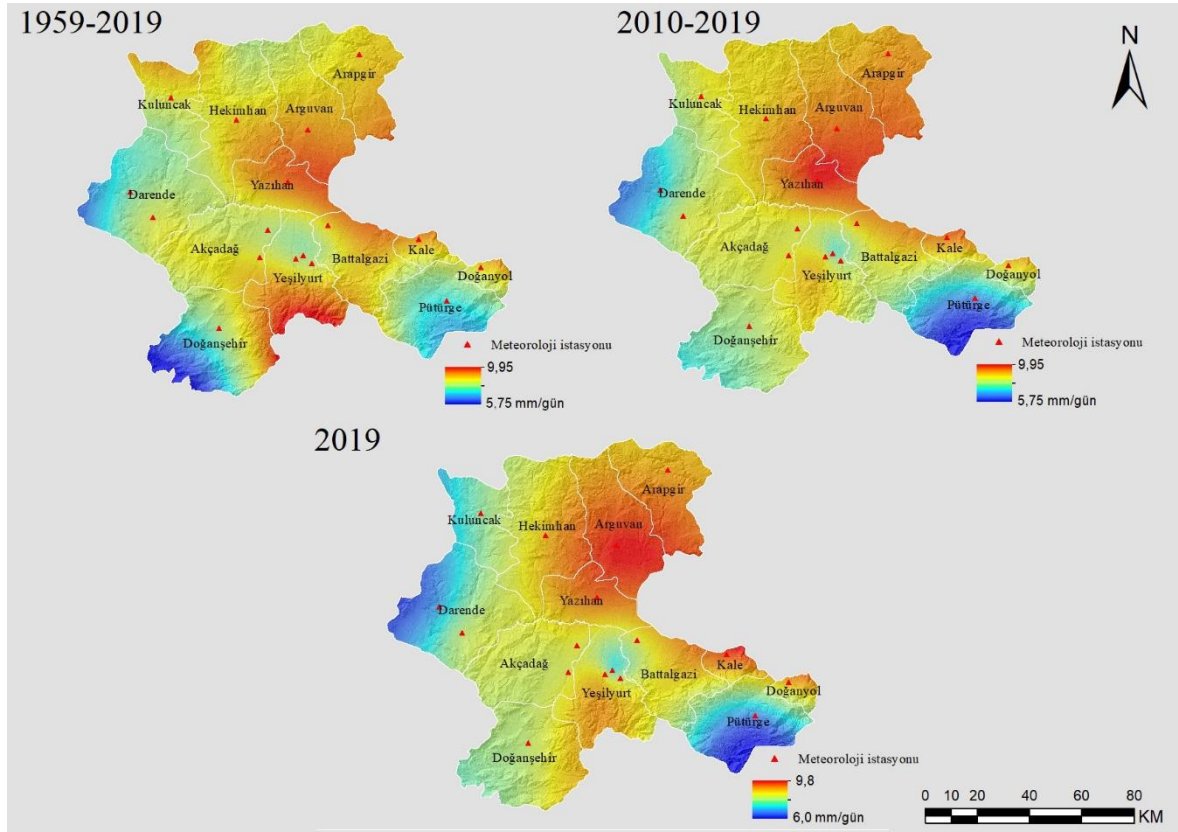 1959-2019
Arapgir
Kuluncak
Hekimhan
Arguvan
Yazıhan
Darende
Akçadağ
Yeşilyurt
Battalgazi
Kale
Doğanyol
Pütürge
Doğanşehir
Meteoroloji istasyonu
9,95
5,75 mm/gün
2010-2019
N
Arapgir
Kuluncak
Hekimhan
Arguvan
Yazıhan
Darende
Akçadağ
Yeşilyurt
Battalgazi
Kale
Doğanyol
Pütürge
Doğanşehir
Meteoroloji istasyonu
9,95
5,75 mm/gün
2019
Arapgir
Kuluncak
Hekimhan
Arguvan
Yazıhan
Darende
Akçadağ
Yeşilyurt
Battalgazi
Kale
Doğanyol
Pütürge
Doğanşehir
Meteoroloji istasyonu
9,8
6,0 mm/gün
0 10 20 40 60 80
KM